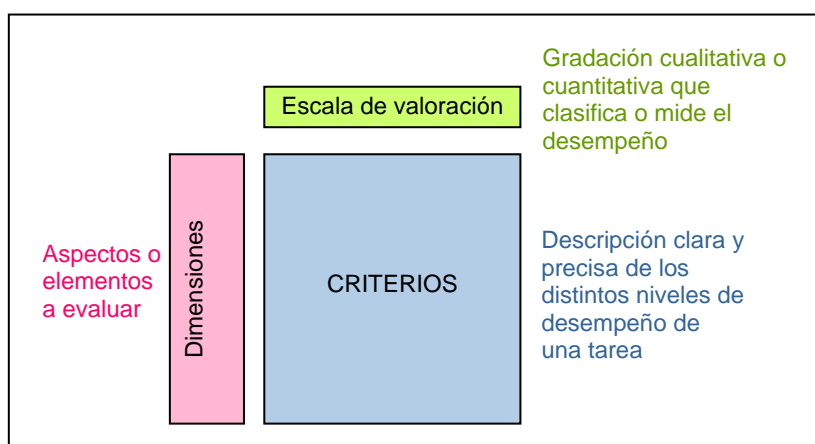 Escala de valoración
Gradación cualitativa o
cuantitativa que
clasifica o mide el
desempeño
Aspectos o
elementos
a evaluar
Dimensiones
CRITERIOS
Descripción clara y
precisa de los
distintos niveles de
desempeño de
una tarea